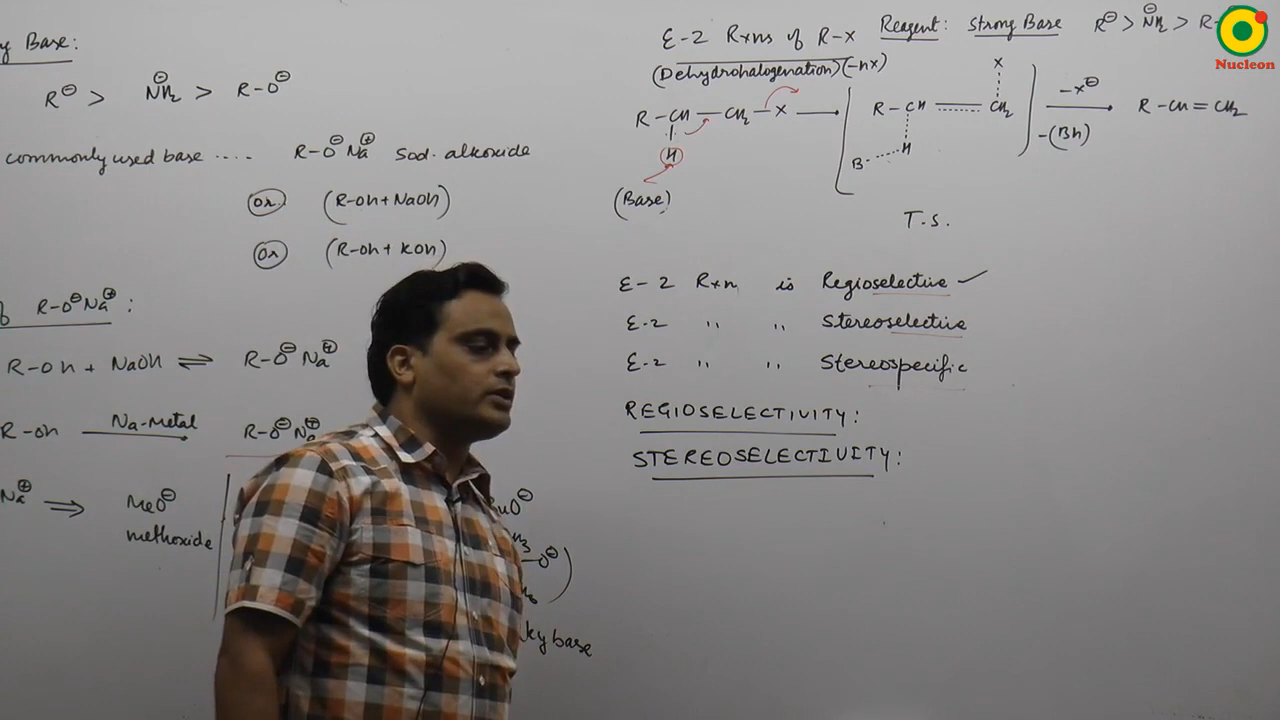 y Base:
R⊖ > NH2⊖ > R-O⊖
commonly used base .... R-O⊖Na⊕ Sod. alkoxide
Or (R-OH+NaOH)
Or (R-OH+KOH)
R-O⊖Na⊕ :
R-OH + NaOH ⇌ R-O⊖Na⊕
R-OH Na-Metal → R-O⊖Na⊕
Na⊕ ⇒ MeO⊖
methoxide
uO⊖
-O⊖)
ky base
E-2 Rxns of R-X Reagent: Strong Base R⊖ > NH2⊖ > R-
(Dehydrohalogenation)(-HX)
R-CH-CH2-X → R-CH=CH2 X -X⊖ → R-CH=CH2
H B- H -(BH)
(Base)
T.S.
E-2 Rxn is Regioselective ✓
E-2 " " Stereoselective
E-2 " " Stereospecific
REGIOSELECTIVITY:
STEREOSELECTIVITY:
Nucleon